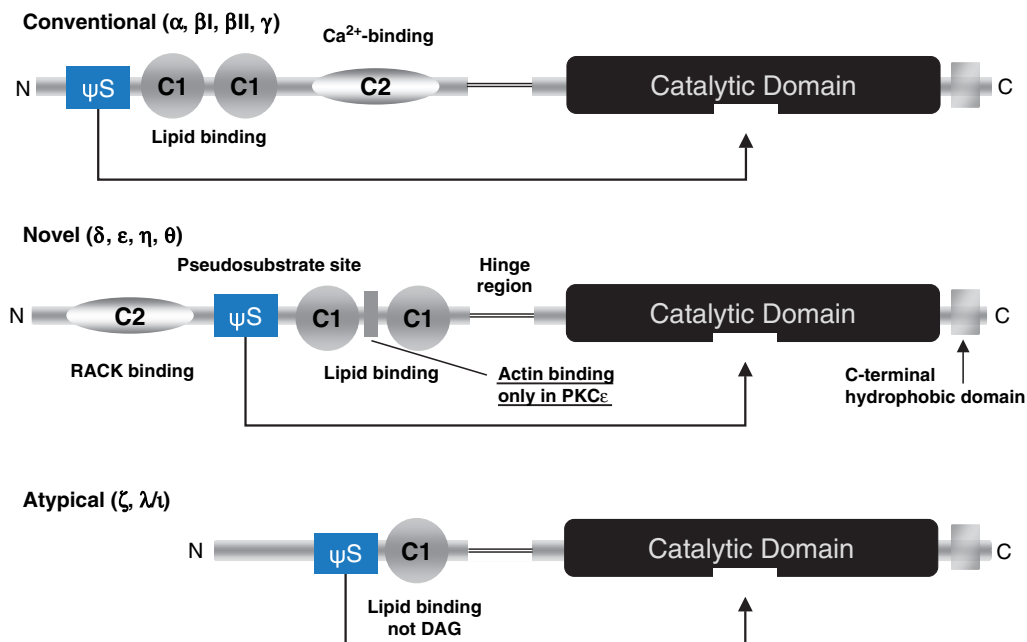 Conventional (α, βI, βII, γ)
Ca²⁺-binding
N ψS C1 C1 C2 Catalytic Domain C
Lipid binding
Novel (δ, ε, η, θ)
Pseudosubstrate site
Hinge
region
N C2 ψS C1 C1 Catalytic Domain C
RACK binding
Lipid binding
Actin binding
only in PKCε
C-terminal
hydrophobic domain
Atypical (ζ, λ/ι)
N ψS C1 Catalytic Domain C
Lipid binding
not DAG